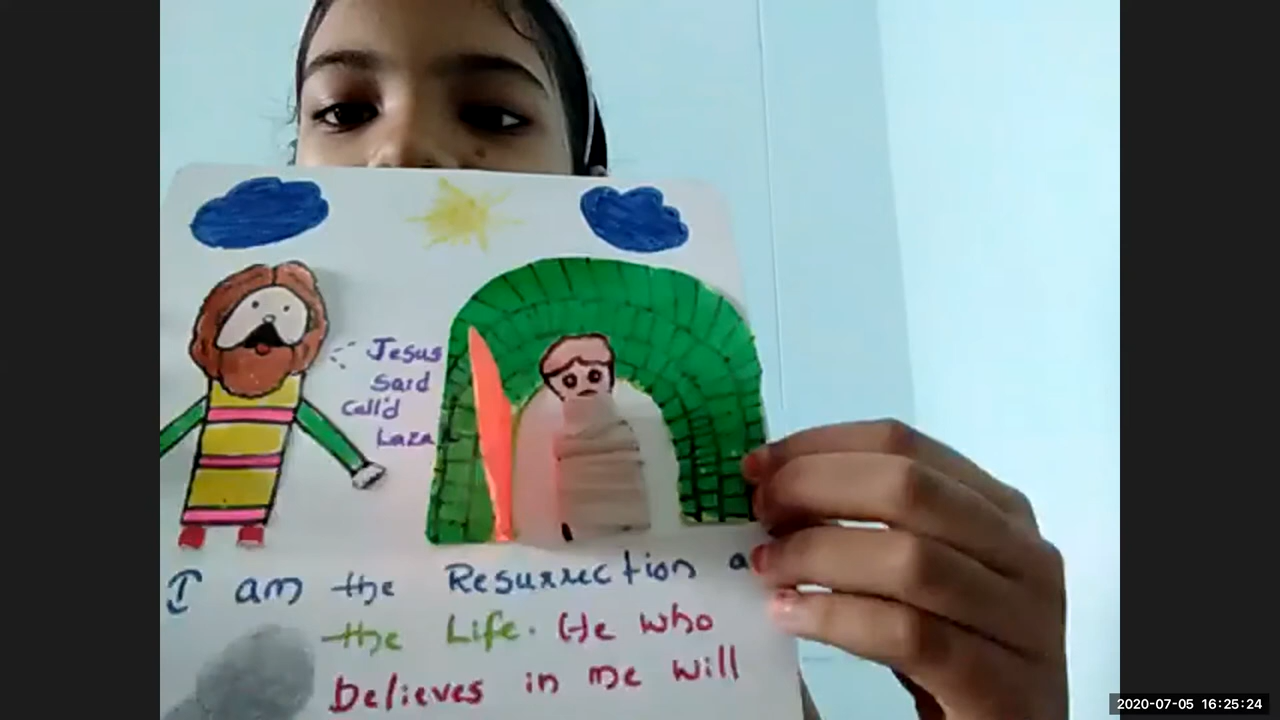 Jesus
said
call'd
Laza
I am the Resurrection a
the Life. He who
believes in me will
2020-07-05 16:25:24